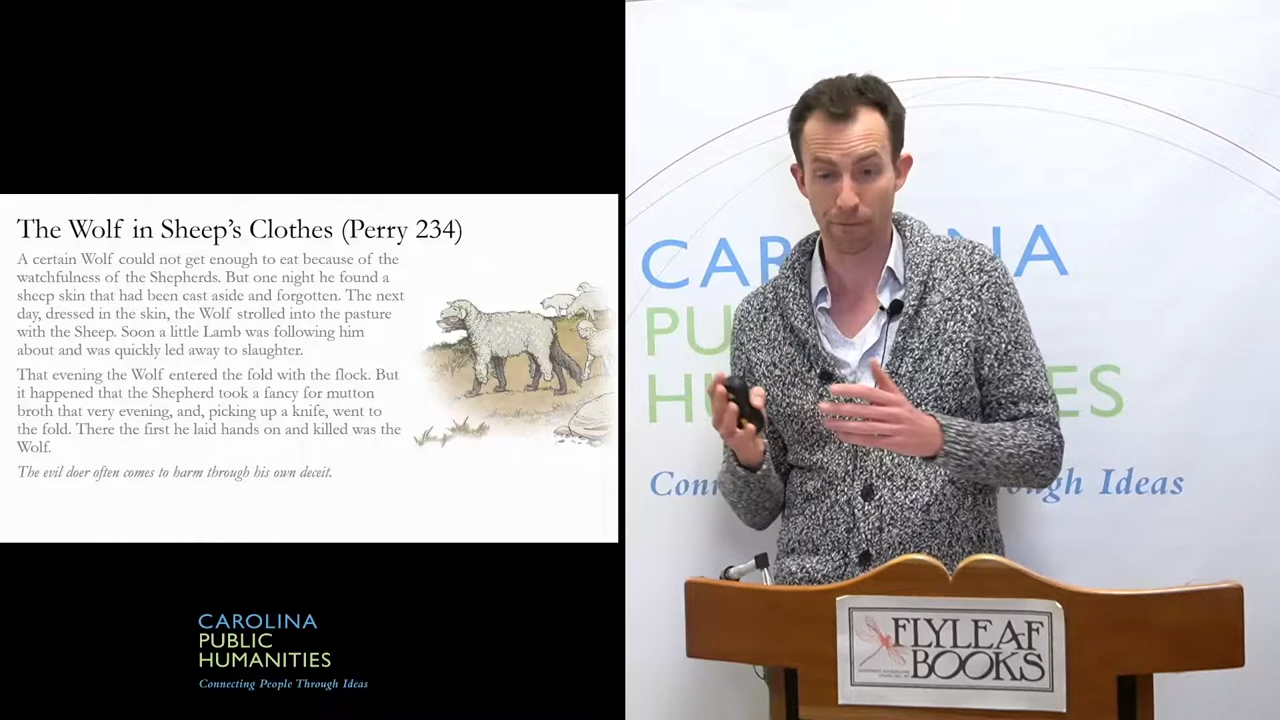 The Wolf in Sheep's Clothes (Perry 234)
A certain Wolf could not get enough to eat because of the
watchfulness of the Shepherds. But one night he found a
sheep skin that had been cast aside and forgotten. The next
day, dressed in the skin, the Wolf strolled into the pasture
with the Sheep. Soon a little Lamb was following him
about and was quickly led away to slaughter.
That evening the Wolf entered the fold with the flock. But
it happened that the Shepherd took a fancy for mutton
broth that very evening, and, picking up a knife, went to
the fold. There the first he laid hands on and killed was the
Wolf.
The evil doer often comes to harm through his own deceit.
CAROLINA
PUBLIC
HUMANITIES
Connecting People Through Ideas
CAR NA
PU
H ES
Conn ough Ideas
FLYLEAF
BOOKS